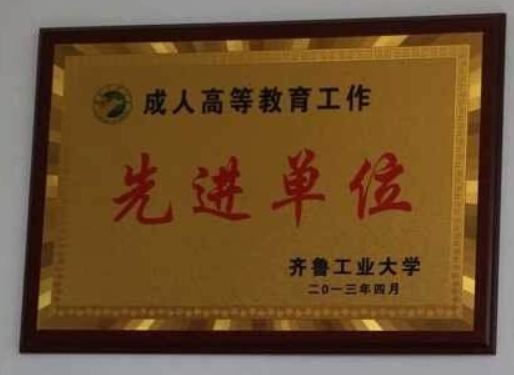 成人高等教育工作
先进单位
齐鲁工业大学
二0一三年四月